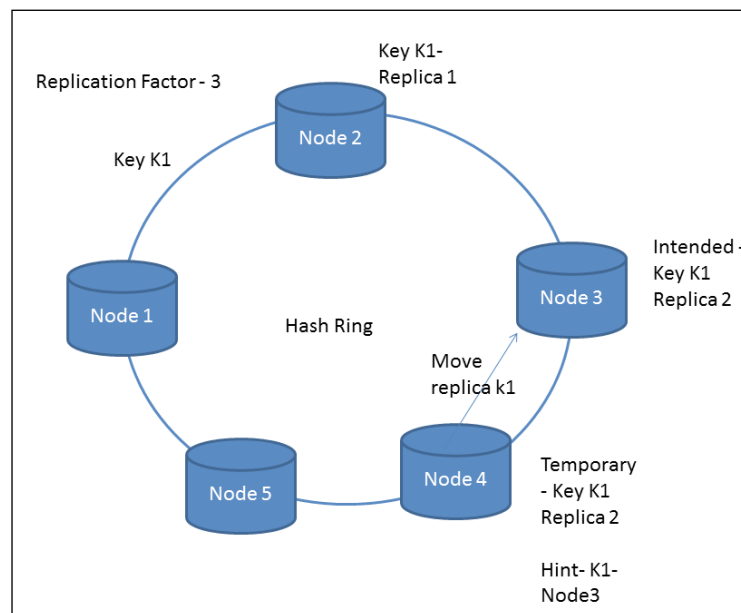 Key K1-
Replica 1
Replication Factor - 3
Node 2
Key K1
Intended -
Key K1
Replica 2
Node 3
Node 1
Hash Ring
Move
replica k1
Temporary
- Key K1
Replica 2
Node 4
Node 5
Hint- K1-
Node3